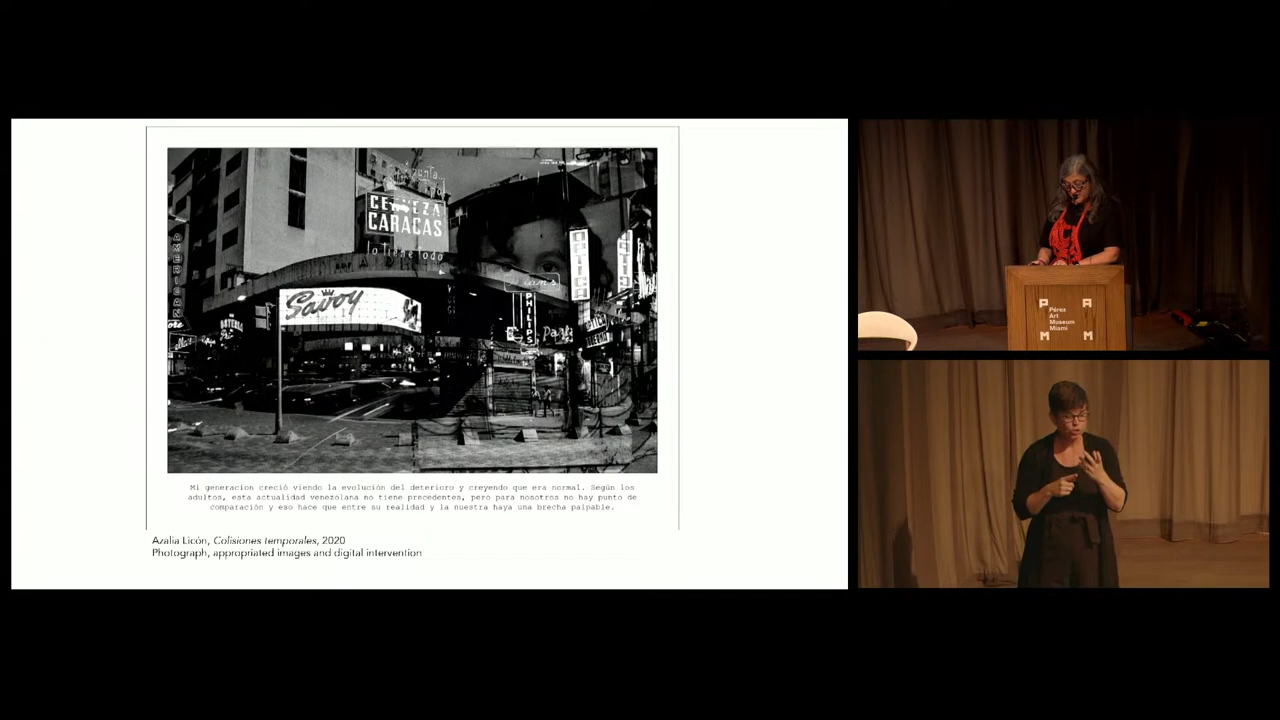 CERVEZA
CARACAS
lo tiene todo
Savoy
AMERICAN
OPTICA
PHILIPS
Mi generacion creció viendo la evolución del deterioro y creyendo que era normal. Según los
adultos, esta actualidad venezolana no tiene precedentes, pero para nosotros no hay punto de
comparación y eso hace que entre su realidad y la nuestra haya una brecha palpable.
Azalia Licón, Colisiones temporales, 2020
Photograph, appropriated images and digital intervention
P A
Pérez
Art
Museum
Miami
M M